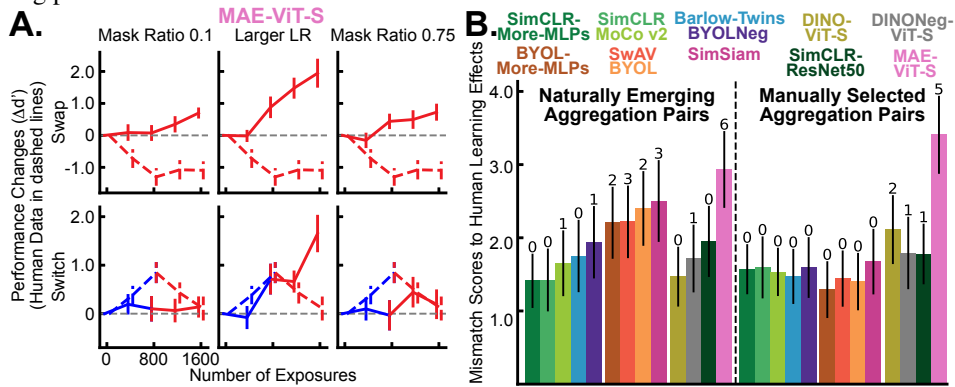 A.
MAE-ViT-S
Mask Ratio 0.1 Larger LR Mask Ratio 0.75
Performance Changes (Δd')
(Human Data in dashed lines)
Swap
2.0
1.0
0
-1.0
Switch
2.0
1.0
0
0 800 1600
Number of Exposures
B.
SimCLR-More-MLPs
SimCLR
MoCo v2
Barlow-Twins
BYOLNeg
DINO-ViT-S
DINONeg-ViT-S
BYOL-More-MLPs
SwAV
BYOL
SimSiam
SimCLR-ResNet50
MAE-ViT-S
Mismatch Scores to Human Learning Effects
4.0
3.0
2.0
1.0
Naturally Emerging
Aggregation Pairs
Manually Selected
Aggregation Pairs
0 0 1 0 1 2 3 2 3 0 1 0 6
0 0 0 0 0 0 0 0 0 2 1 1 5